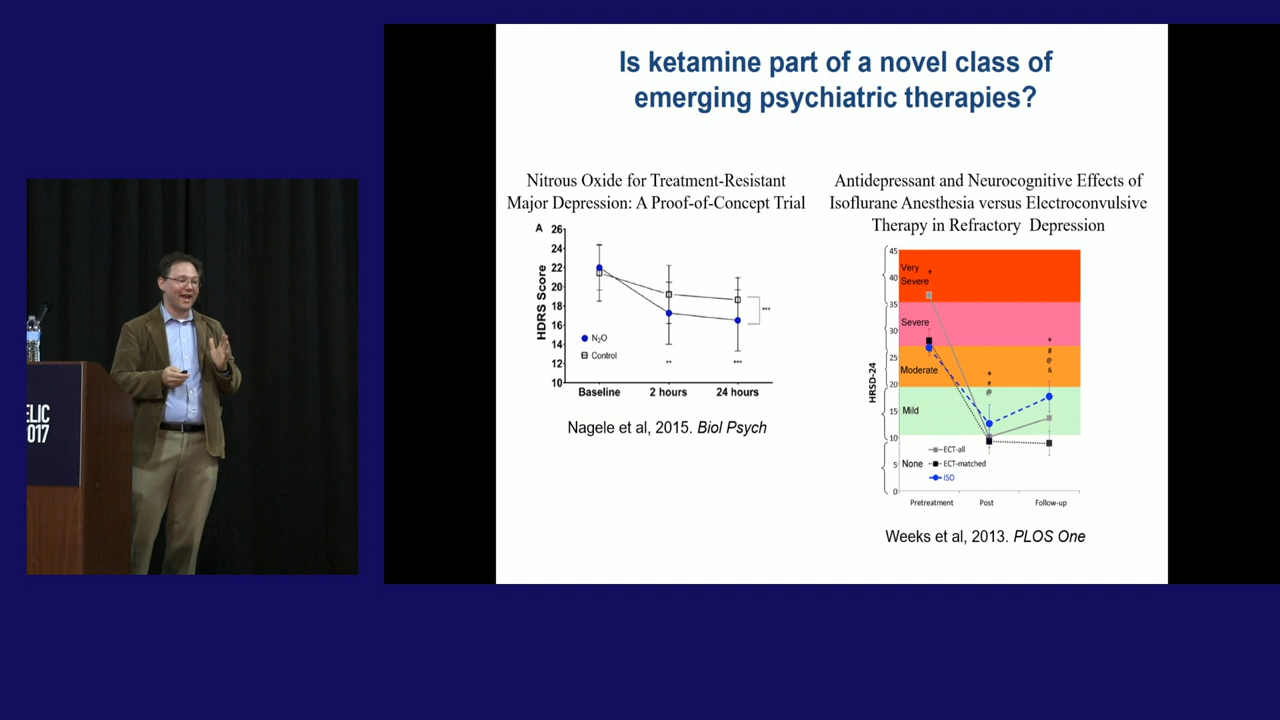 Is ketamine part of a novel class of
emerging psychiatric therapies?
Nitrous Oxide for Treatment-Resistant
Major Depression: A Proof-of-Concept Trial
A
26
24
22
20
18
16
14
12
10
HDRS Score
N₂O
Control
***
**
***
Baseline
2 hours
24 hours
Nagele et al, 2015. Biol Psych
Antidepressant and Neurocognitive Effects of
Isoflurane Anesthesia versus Electroconvulsive
Therapy in Refractory Depression
45
40
35
30
25
20
15
10
5
0
HRSD-24
Very
Severe
Severe
Moderate
Mild
None
ECT-all
ECT-matched
ISO
Pretreatment
Post
Follow-up
Weeks et al, 2013. PLOS One
ELIC
017